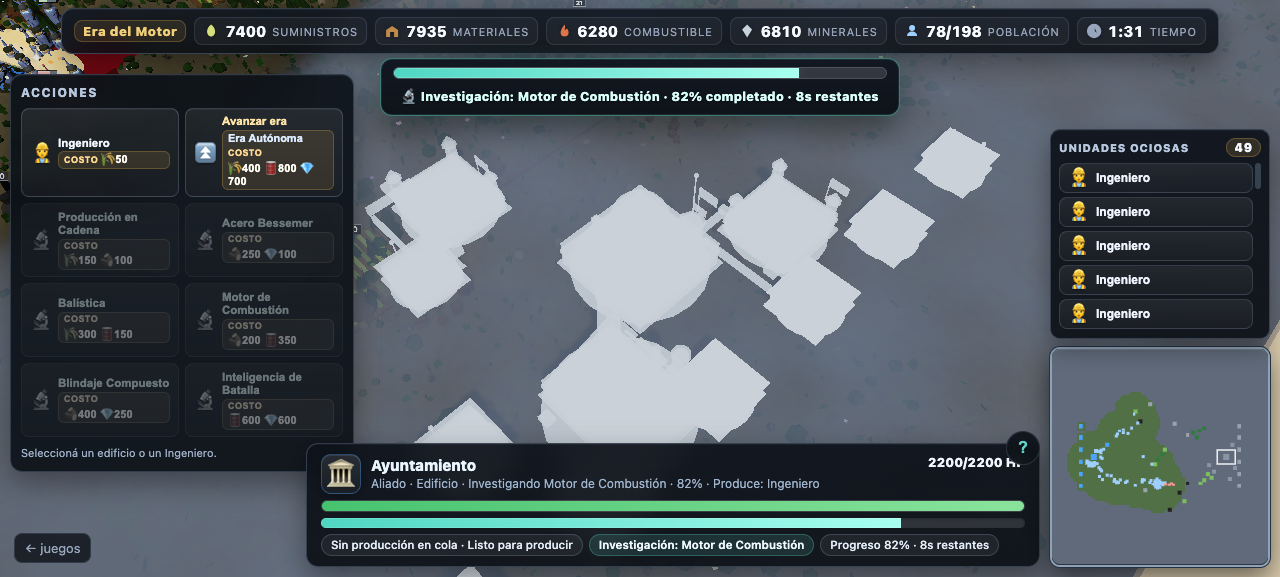 Era del Motor
7400 SUMINISTROS
7935 MATERIALES
6280 COMBUSTIBLE
6810 MINERALES
78/198 POBLACIÓN
1:31 TIEMPO
Investigación: Motor de Combustión · 82% completado · 8s restantes
ACCIONES
Ingeniero
COSTO 50
Avanzar era
Era Autónoma
COSTO
400 800
700
Producción en
Cadena
COSTO
150 100
Acero Bessemer
COSTO
250 100
Balística
COSTO
300 150
Motor de
Combustión
COSTO
200 350
Blindaje Compuesto
COSTO
400 250
Inteligencia de
Batalla
COSTO
600 600
Seleccioná un edificio o un Ingeniero.
UNIDADES OCIOSAS 49
Ingeniero
Ingeniero
Ingeniero
Ingeniero
Ingeniero
?
Ayuntamiento
2200/2200
Aliado · Edificio · Investigando Motor de Combustión · 82% · Produce: Ingeniero
Sin producción en cola · Listo para producir
Investigación: Motor de Combustión
Progreso 82% · 8s restantes
← juegos